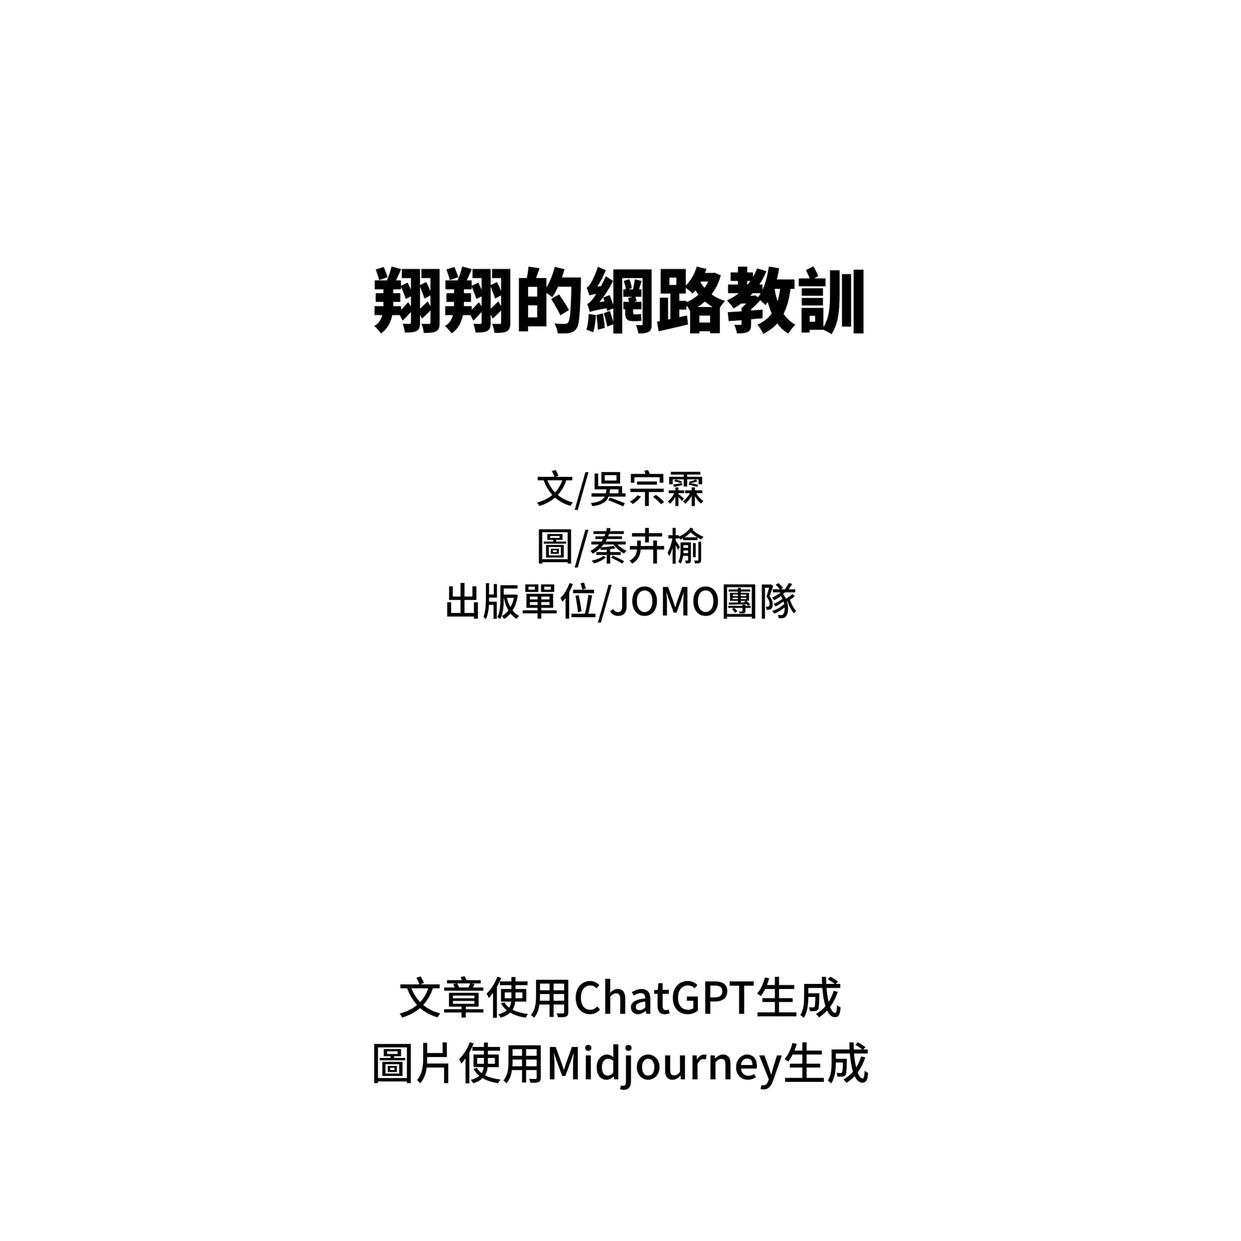 翔翔的網路教訓
文/吳宗霖
圖/秦卉榆
出版單位/JOMO團隊
文章使用ChatGPT生成
圖片使用Midjourney生成